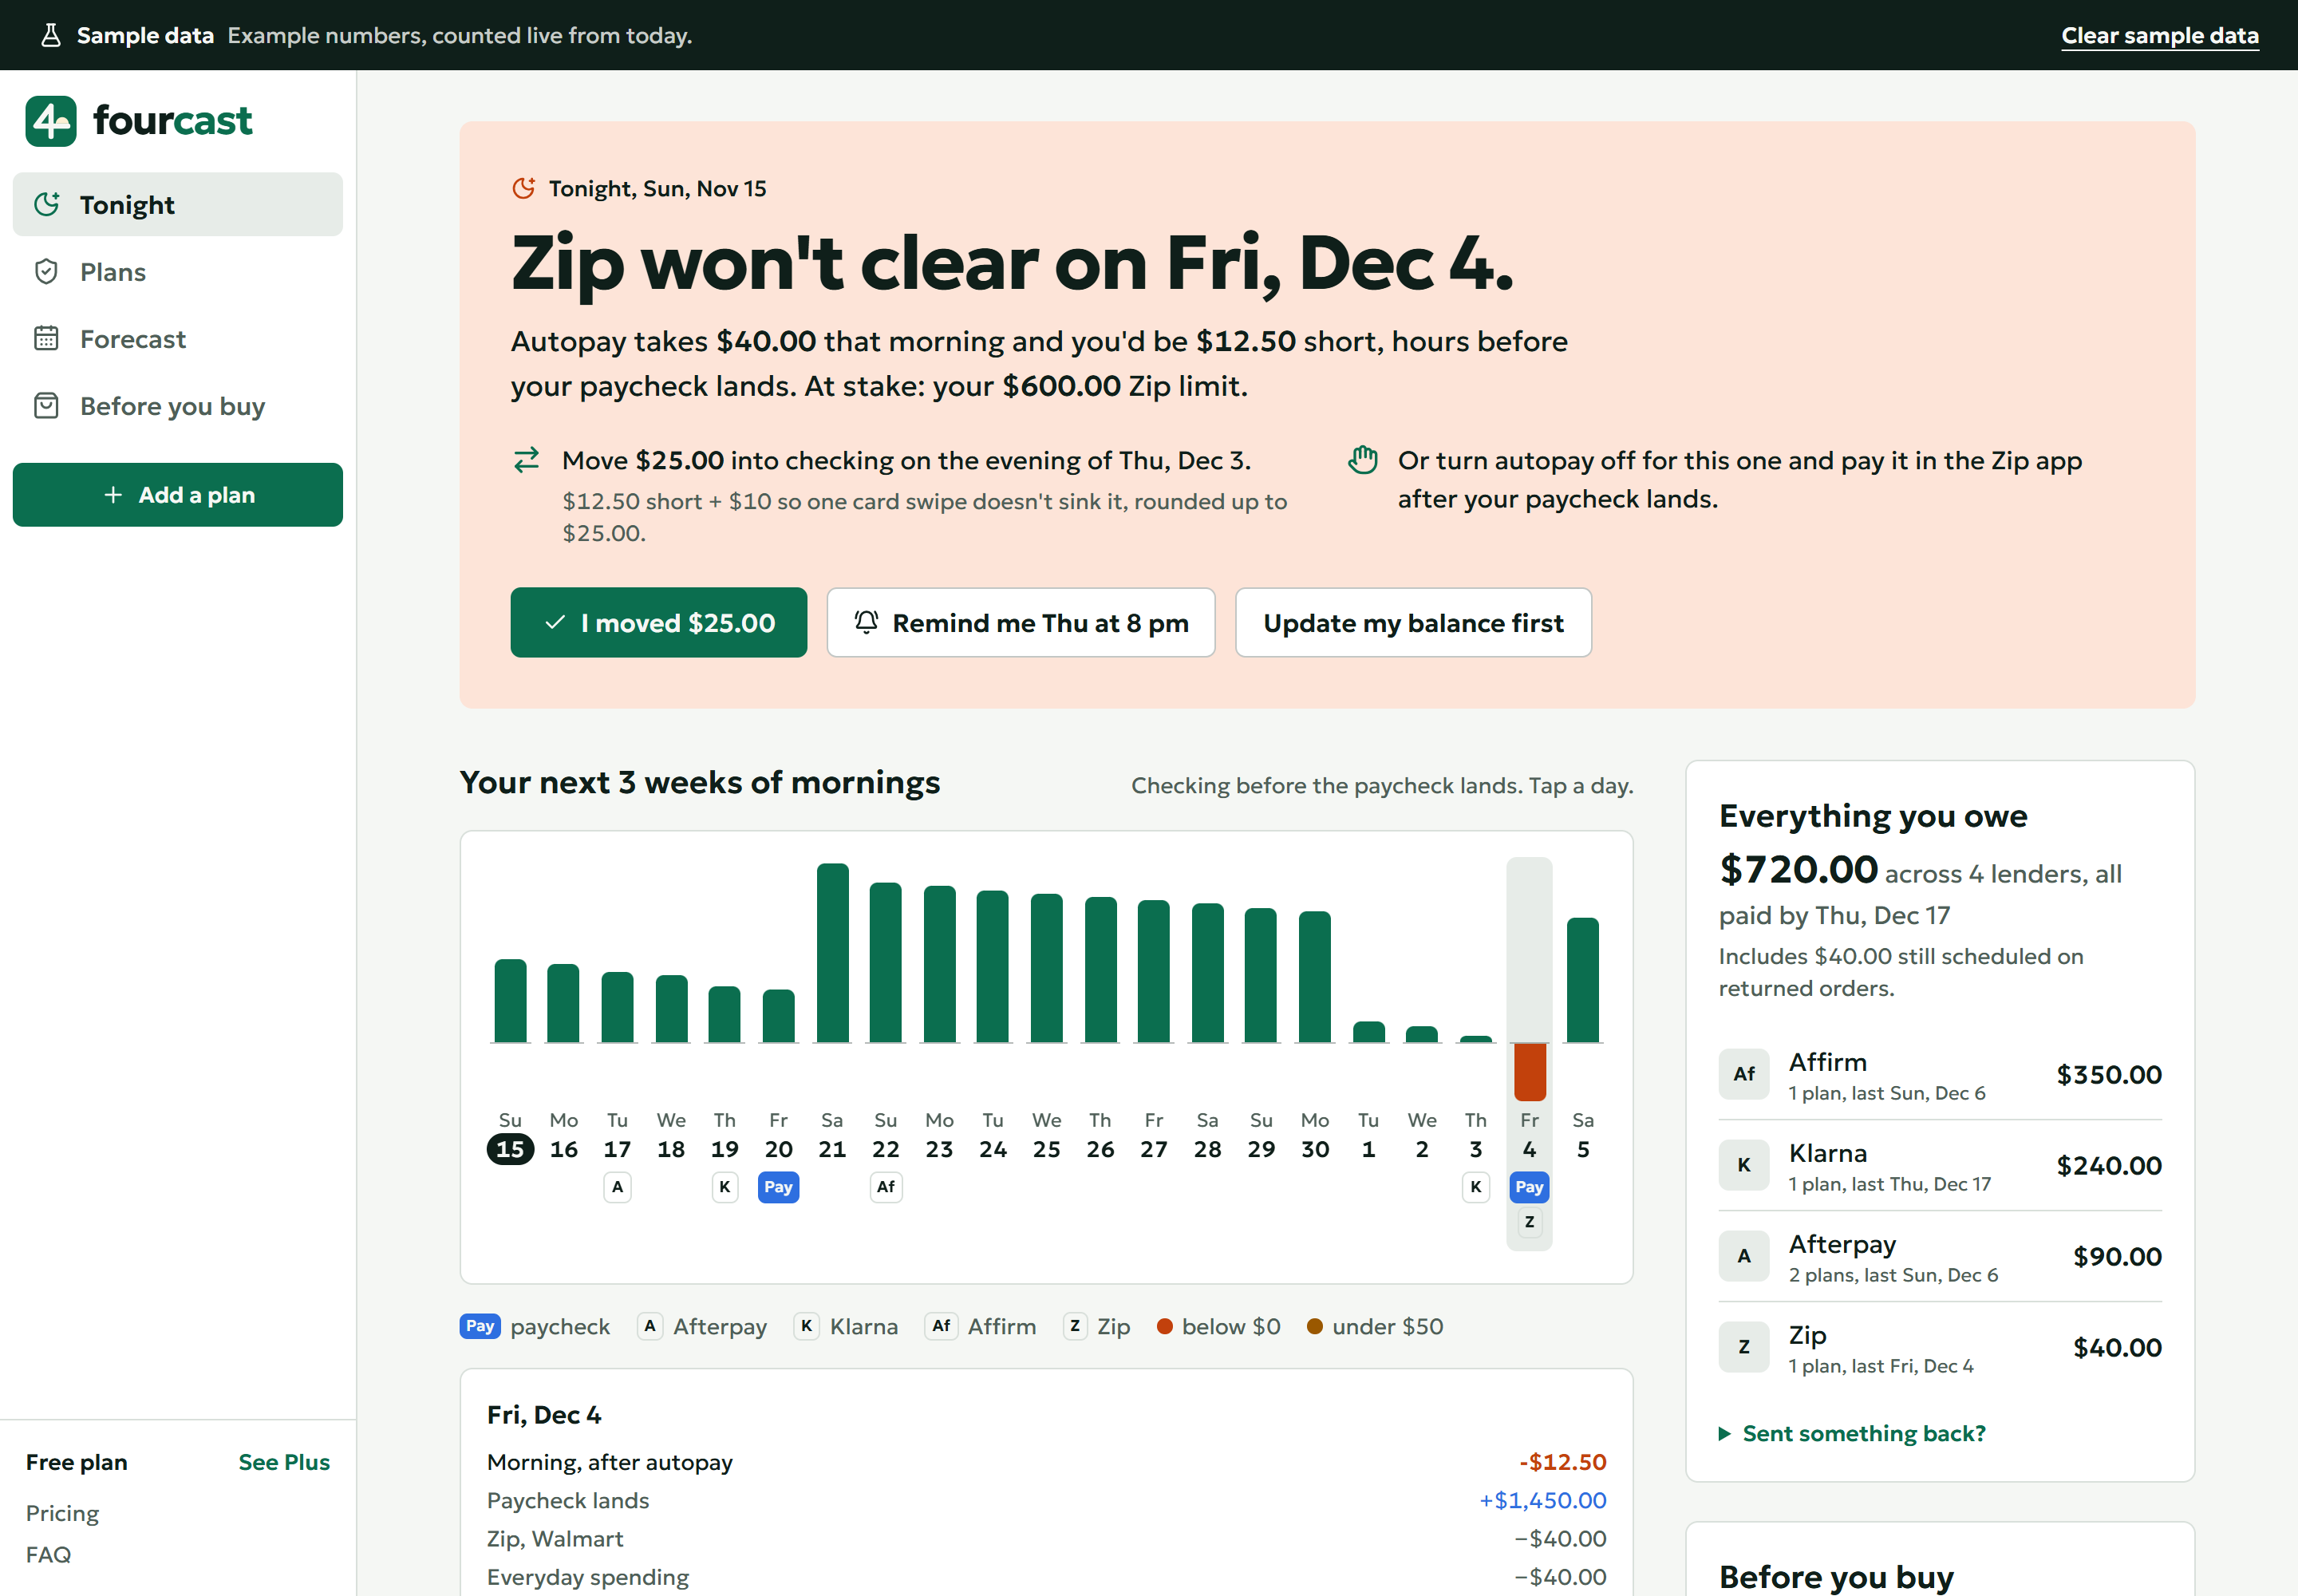 Sample data Example numbers, counted live from today.
Clear sample data
4 fourcast
Tonight
Plans
Forecast
Before you buy
+ Add a plan
Free plan See Plus
Pricing
FAQ
Tonight, Sun, Nov 15
Zip won't clear on Fri, Dec 4.
Autopay takes $40.00 that morning and you'd be $12.50 short, hours before
your paycheck lands. At stake: your $600.00 Zip limit.
Move $25.00 into checking on the evening of Thu, Dec 3.
$12.50 short + $10 so one card swipe doesn't sink it, rounded up to
$25.00.
Or turn autopay off for this one and pay it in the Zip app
after your paycheck lands.
I moved $25.00
Remind me Thu at 8 pm
Update my balance first
Your next 3 weeks of mornings
Checking before the paycheck lands. Tap a day.
Su Mo Tu We Th Fr Sa Su Mo Tu We Th Fr Sa Su Mo Tu We Th Fr Sa
15 16 17 18 19 20 21 22 23 24 25 26 27 28 29 30 1 2 3 4 5
A K Pay Af K Pay
Z
Pay paycheck A Afterpay K Klarna Af Affirm Z Zip below $0 under $50
Fri, Dec 4
Morning, after autopay -$12.50
Paycheck lands +$1,450.00
Zip, Walmart −$40.00
Everyday spending −$40.00
Everything you owe
$720.00 across 4 lenders, all
paid by Thu, Dec 17
Includes $40.00 still scheduled on
returned orders.
Af Affirm $350.00
1 plan, last Sun, Dec 6
K Klarna $240.00
1 plan, last Thu, Dec 17
A Afterpay $90.00
2 plans, last Sun, Dec 6
Z Zip $40.00
1 plan, last Fri, Dec 4
Sent something back?
Before you buy